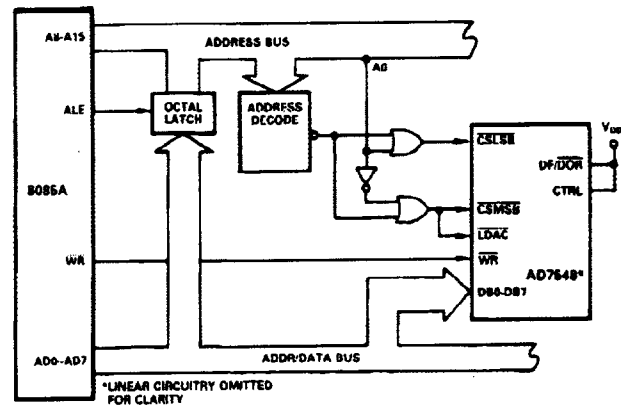 A8-A15
ADDRESS BUS
A0
ALE
OCTAL
LATCH
ADDRESS
DECODE
CSLSB
VDD
DF/DOR
CTRL
8085A
CSMSB
LDAC
WR
WR
AD7548*
DB0-DB7
AD0-AD7
ADDR/DATA BUS
*LINEAR CIRCUITRY OMITTED
FOR CLARITY